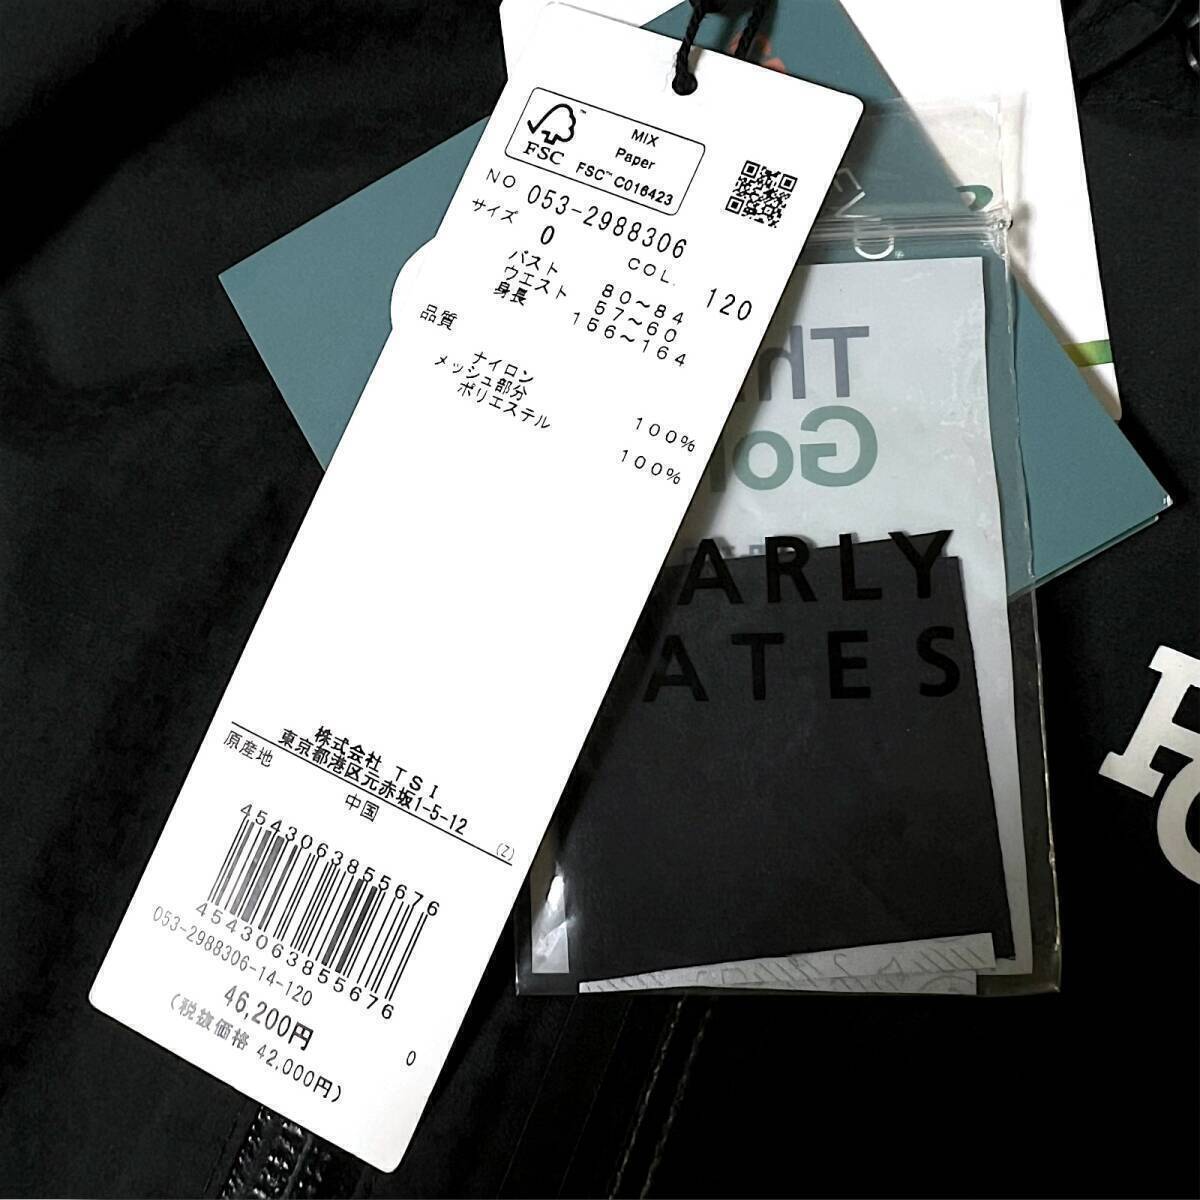 MIX
Paper
FSC™ C016423
FSC
NO 053-2988306
サイズ
0
COL. 120
バスト 80~84
ウエスト 57~60
身長 156~164
品質
ナイロン 100%
メッシュ部分
ポリエステル 100%
株式会社 TSI
東京都港区元赤坂1-5-12
原産地 中国 (Z)
4543063855676
4543063855676
053-2988306-14-120
46,200円 0
(税抜価格 42,000円)
ARLY
ATES